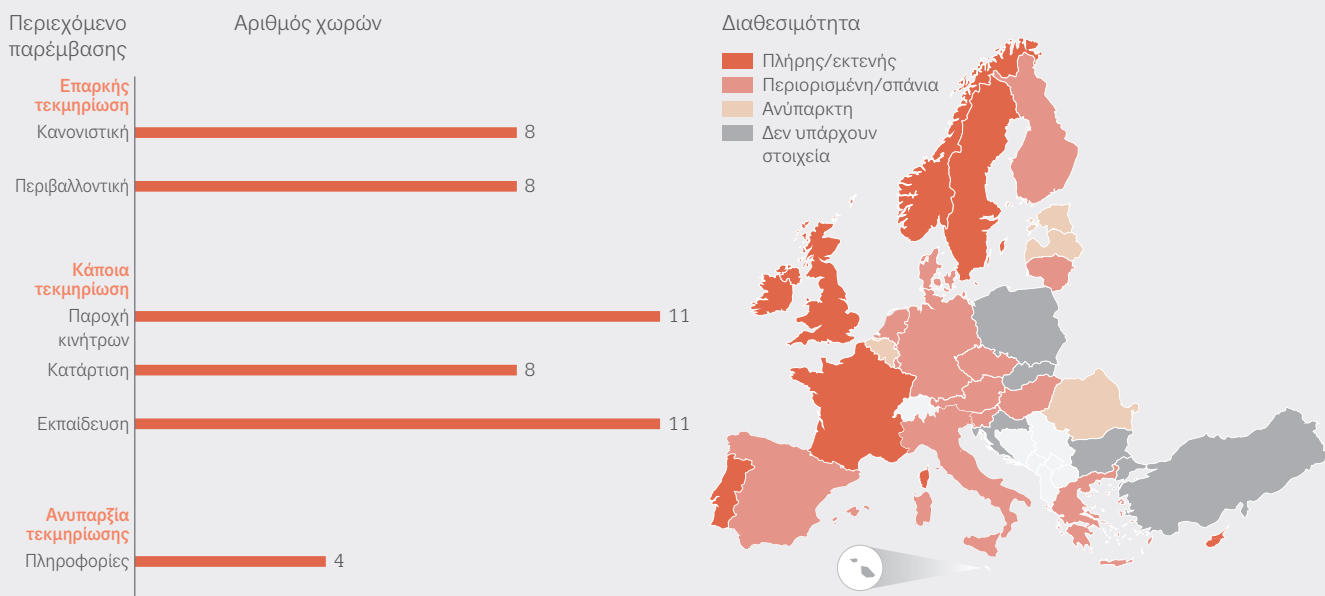 Περιεχόμενο
παρέμβασης
Αριθμός χωρών
Επαρκής
τεκμηρίωση
Κανονιστική
8
Περιβαλλοντική
8
Κάποια
τεκμηρίωση
Παροχή
κινήτρων
11
Κατάρτιση
8
Εκπαίδευση
11
Ανυπαρξία
τεκμηρίωσης
Πληροφορίες
4
Διαθεσιμότητα
Πλήρης/εκτενής
Περιορισμένη/σπάνια
Ανύπαρκτη
Δεν υπάρχουν
στοιχεία